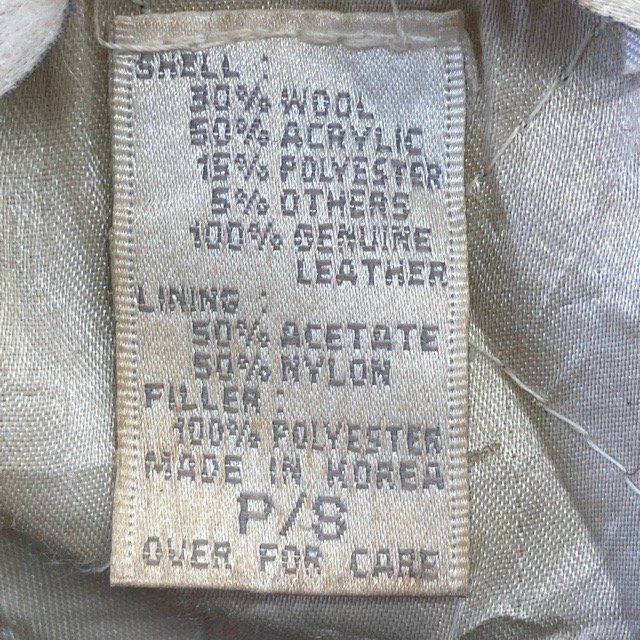 SHELL :
30% WOOL
50% ACRYLIC
15% POLYESTER
5% OTHERS
100% GENUINE
LEATHER
LINING :
50% ACETATE
50% NYLON
FILLER :
100% POLYESTER
MADE IN KOREA
P/S
OVER FOR CARE